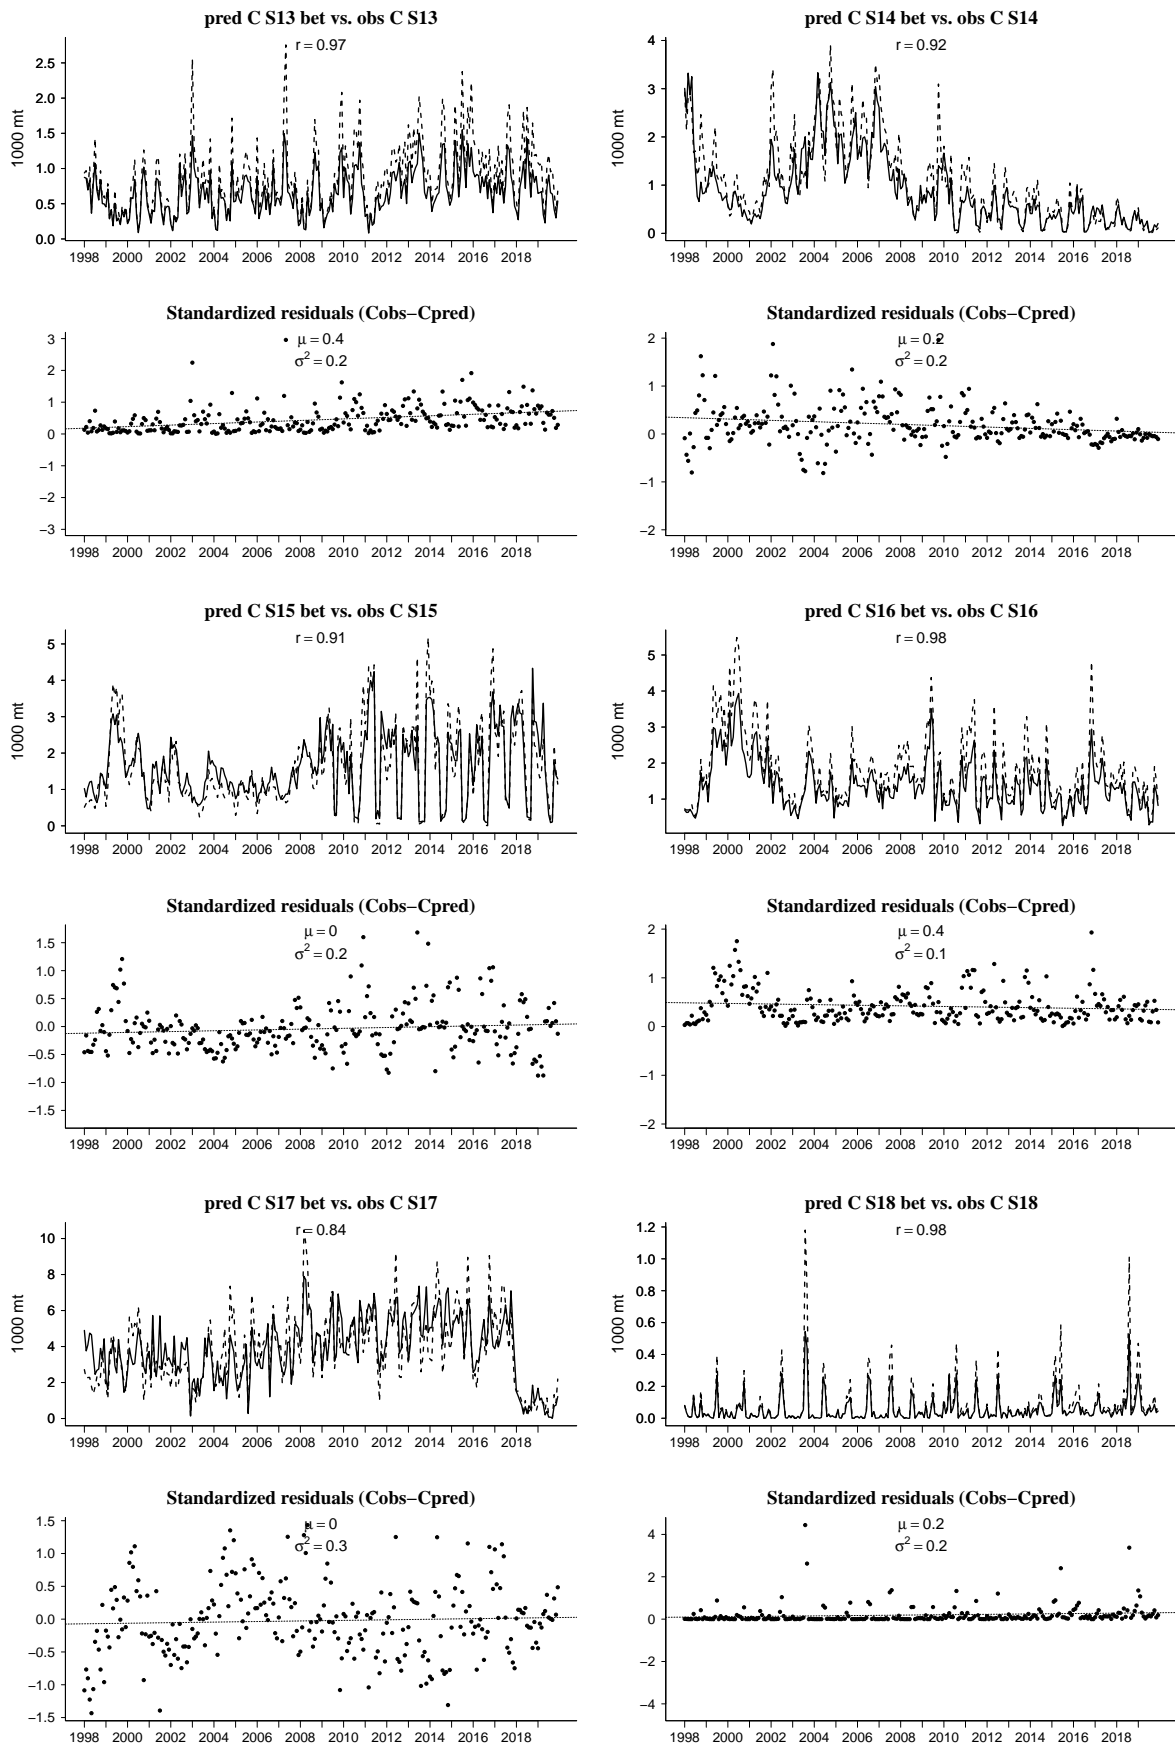 pred C S13 bet vs. obs C S13
r = 0.97
1000 mt
2.5
2.0
1.5
1.0
0.5
0.0
1998 2000 2002 2004 2006 2008 2010 2012 2014 2016 2018
pred C S14 bet vs. obs C S14
r = 0.92
1000 mt
4
3
2
1
0
1998 2000 2002 2004 2006 2008 2010 2012 2014 2016 2018
Standardized residuals (Cobs−Cpred)
μ = 0.4
σ² = 0.2
3
2
1
0
−1
−2
−3
1998 2000 2002 2004 2006 2008 2010 2012 2014 2016 2018
Standardized residuals (Cobs−Cpred)
μ = 0.2
σ² = 0.2
2
1
0
−1
−2
1998 2000 2002 2004 2006 2008 2010 2012 2014 2016 2018
pred C S15 bet vs. obs C S15
r = 0.91
1000 mt
5
4
3
2
1
0
1998 2000 2002 2004 2006 2008 2010 2012 2014 2016 2018
pred C S16 bet vs. obs C S16
r = 0.98
1000 mt
5
4
3
2
1
1998 2000 2002 2004 2006 2008 2010 2012 2014 2016 2018
Standardized residuals (Cobs−Cpred)
μ = 0
σ² = 0.2
1.5
1.0
0.5
0.0
−0.5
−1.0
−1.5
1998 2000 2002 2004 2006 2008 2010 2012 2014 2016 2018
Standardized residuals (Cobs−Cpred)
μ = 0.4
σ² = 0.1
2
1
0
−1
−2
1998 2000 2002 2004 2006 2008 2010 2012 2014 2016 2018
pred C S17 bet vs. obs C S17
r = 0.84
1000 mt
10
8
6
4
2
0
1998 2000 2002 2004 2006 2008 2010 2012 2014 2016 2018
pred C S18 bet vs. obs C S18
r = 0.98
1000 mt
1.2
1.0
0.8
0.6
0.4
0.2
0.0
1998 2000 2002 2004 2006 2008 2010 2012 2014 2016 2018
Standardized residuals (Cobs−Cpred)
μ = 0
σ² = 0.3
1.5
1.0
0.5
0.0
−0.5
−1.0
−1.5
1998 2000 2002 2004 2006 2008 2010 2012 2014 2016 2018
Standardized residuals (Cobs−Cpred)
μ = 0.2
σ² = 0.2
4
2
0
−2
−4
1998 2000 2002 2004 2006 2008 2010 2012 2014 2016 2018